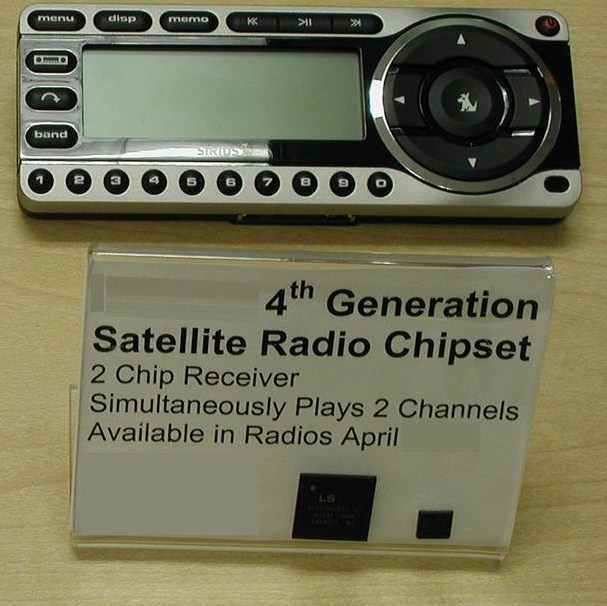 menu disp memo
band
SIRIUS
1 2 3 4 5 6 7 8 9 0
4th Generation
Satellite Radio Chipset
2 Chip Receiver
Simultaneously Plays 2 Channels
Available in Radios April
LS